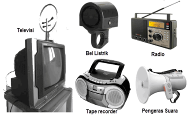 Televisi
Bel Listrik
Radio
Tape recorder
Pengeras Suara